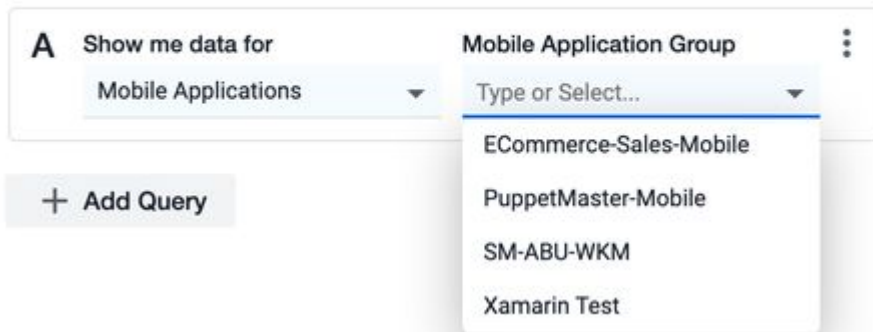 A Show me data for Mobile Application Group
Mobile Applications Type or Select...
ECommerce-Sales-Mobile
+ Add Query PuppetMaster-Mobile
SM-ABU-WKM
Xamarin Test